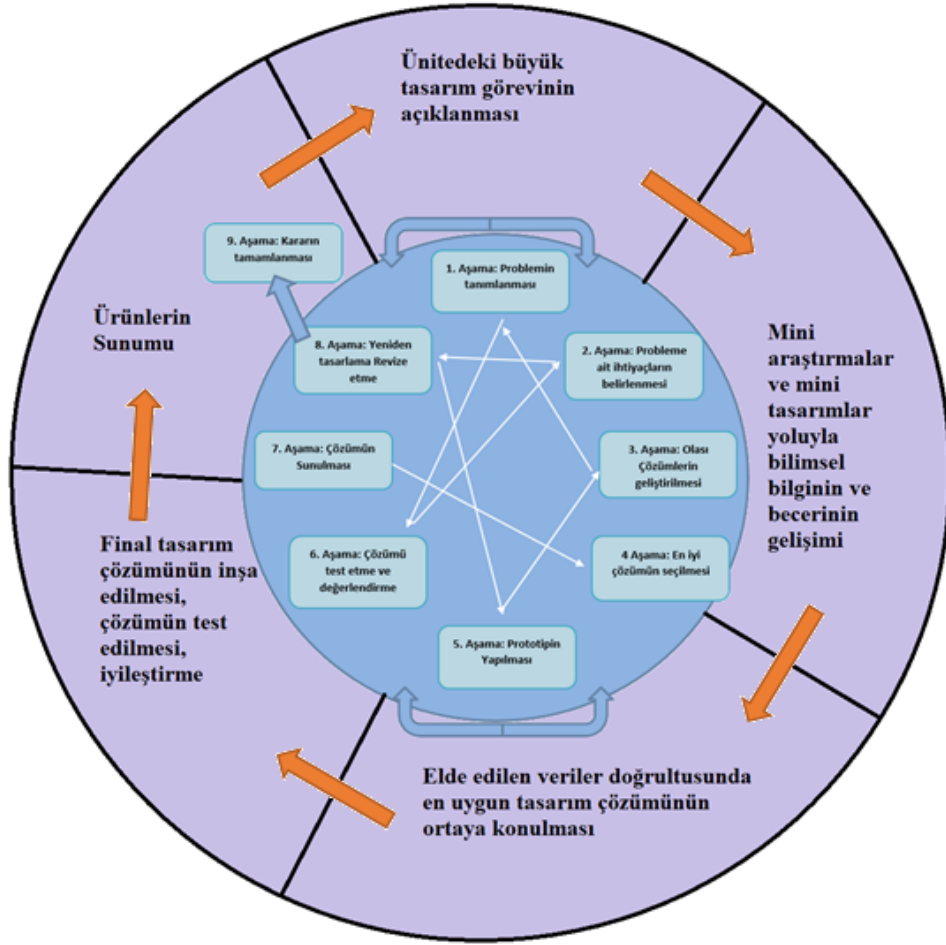 Ünitedeki büyük
tasarım görevinin
açıklanması
Mini
araştırmalar
ve mini
tasarımlar
yoluyla
bilimsel
bilginin ve
becerinin
gelişimi
Elde edilen veriler doğrultusunda
en uygun tasarım çözümünün
ortaya konulması
Final tasarım
çözümünün inşa
edilmesi,
çözümün test
edilmesi,
iyileştirme
Ürünlerin
Sunumu
1. Aşama: Problemin
tanımlanması
2. Aşama: Probleme
ait ihtiyaçların
belirlenmesi
3. Aşama: Olası
Çözümlerin
geliştirilmesi
4 Aşama: En iyi
çözümün seçilmesi
5. Aşama: Prototipin
Yapılması
6. Aşama: Çözümü
test etme ve
değerlendirme
7. Aşama: Çözümün
Sunulması
8. Aşama: Yeniden
tasarlama Revize
etme
9. Aşama: Kararın
tamamlanması